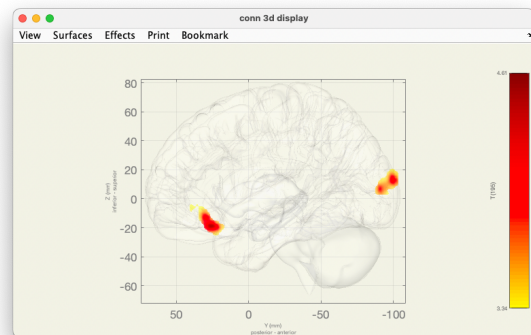 conn 3d display
View Surfaces Effects Print Bookmark
80
60
40
20
0
-20
-40
-60
Z (mm)
inferior - superior
50 0 -50 -100
Y (mm)
posterior - anterior
4.61
T(195)
3.34